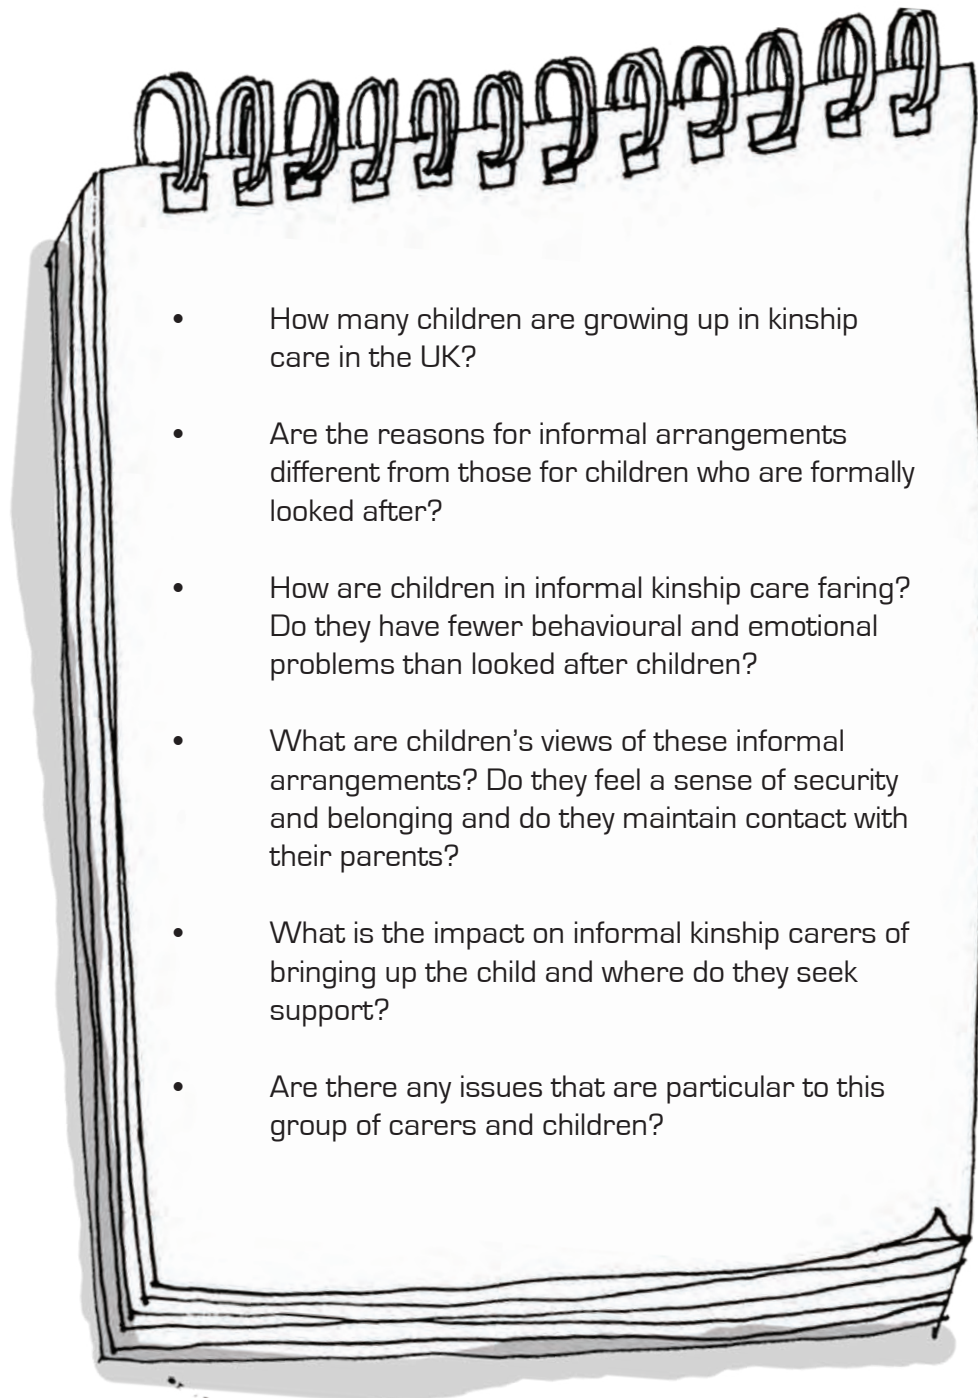 • How many children are growing up in kinship
care in the UK?
• Are the reasons for informal arrangements
different from those for children who are formally
looked after?
• How are children in informal kinship care faring?
Do they have fewer behavioural and emotional
problems than looked after children?
• What are children's views of these informal
arrangements? Do they feel a sense of security
and belonging and do they maintain contact with
their parents?
• What is the impact on informal kinship carers of
bringing up the child and where do they seek
support?
• Are there any issues that are particular to this
group of carers and children?